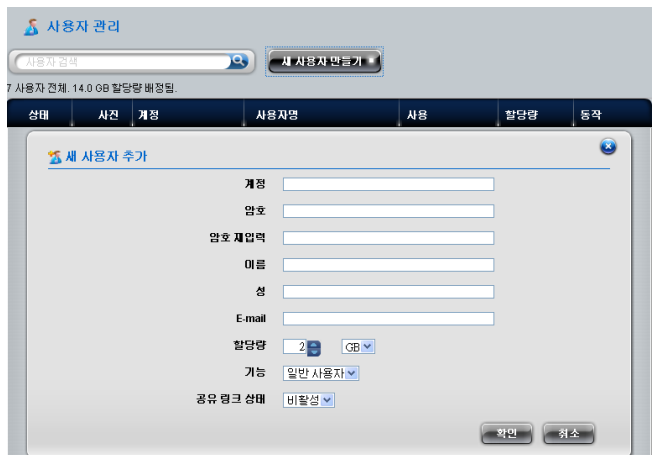 사용자 관리
사용자 검색
새 사용자 만들기
7 사용자 전체. 14.0 GB 할당량 배정됨.
상태 사진 계정 사용자명 사용 할당량 동작
새 사용자 추가
계정
암호
암호 재입력
이름
성
E-mail
할당량 2 GB
기능 일반 사용자
공유 링크 상태 비활성
확인 취소